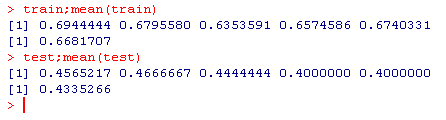 > train;mean(train)
[1] 0.6944444 0.6795580 0.6353591 0.6574586 0.6740331
[1] 0.6681707
> test;mean(test)
[1] 0.4565217 0.4666667 0.4444444 0.4000000 0.4000000
[1] 0.4335266
>